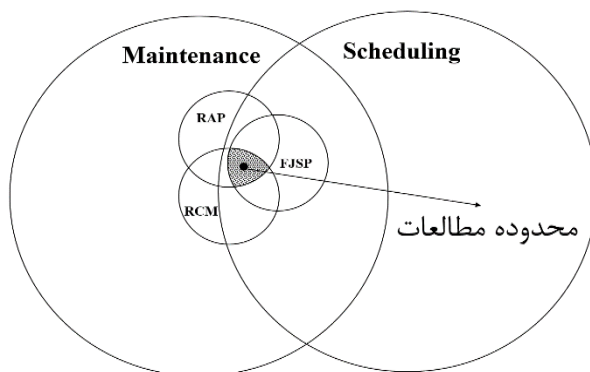 Maintenance
Scheduling
RAP
FJSP
RCM
محدوده مطالعات